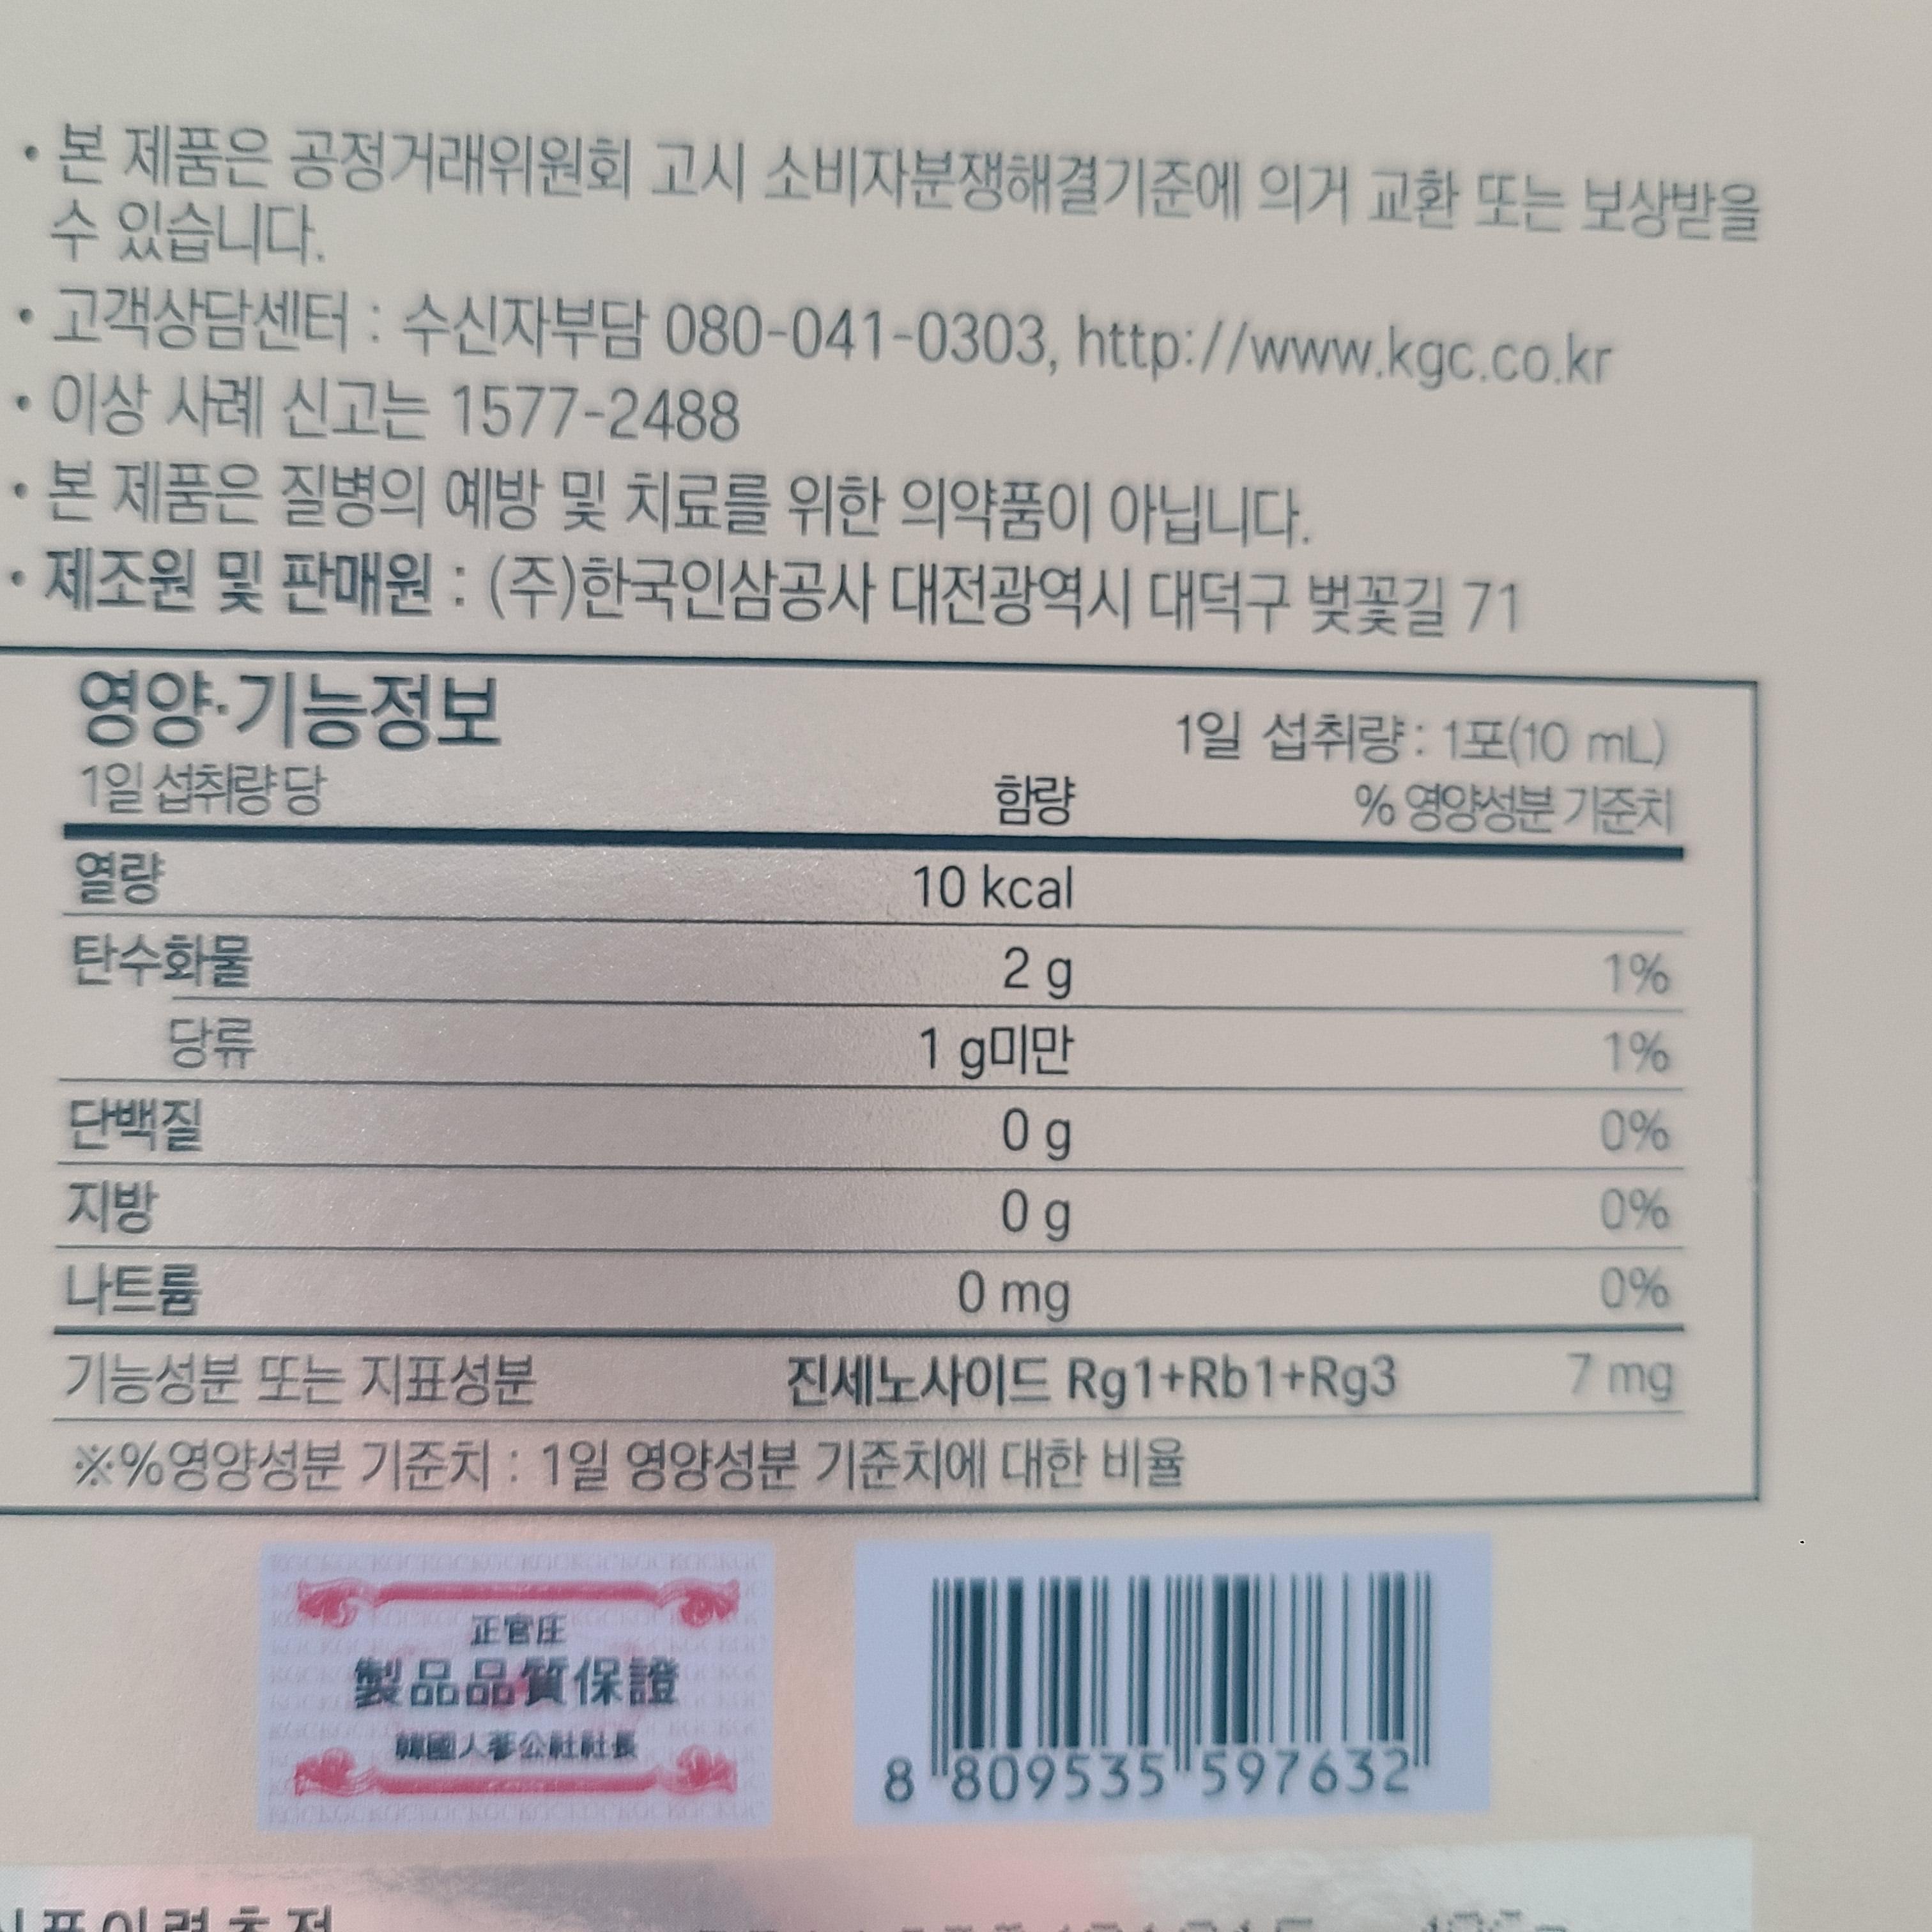 • 본 제품은 공정거래위원회 고시 소비자분쟁해결기준에 의거 교환 또는 보상받을
수 있습니다.
• 고객상담센터 : 수신자부담 080-041-0303, http://www.kgc.co.kr
• 이상 사례 신고는 1577-2488
• 본 제품은 질병의 예방 및 치료를 위한 의약품이 아닙니다.
• 제조원 및 판매원 : (주)한국인삼공사 대전광역시 대덕구 벚꽃길 71
영양·기능정보
1일 섭취량 : 1포(10 mL)
1일 섭취량 당 함량 % 영양성분 기준치
열량 10 kcal
탄수화물 2 g 1%
당류 1 g미만 1%
단백질 0 g 0%
지방 0 g 0%
나트륨 0 mg 0%
기능성분 또는 지표성분 진세노사이드 Rg1+Rb1+Rg3 7 mg
※%영양성분 기준치 : 1일 영양성분 기준치에 대한 비율
正官庄
製品品質保證
韓國人蔘公社社長
8 809535 597632